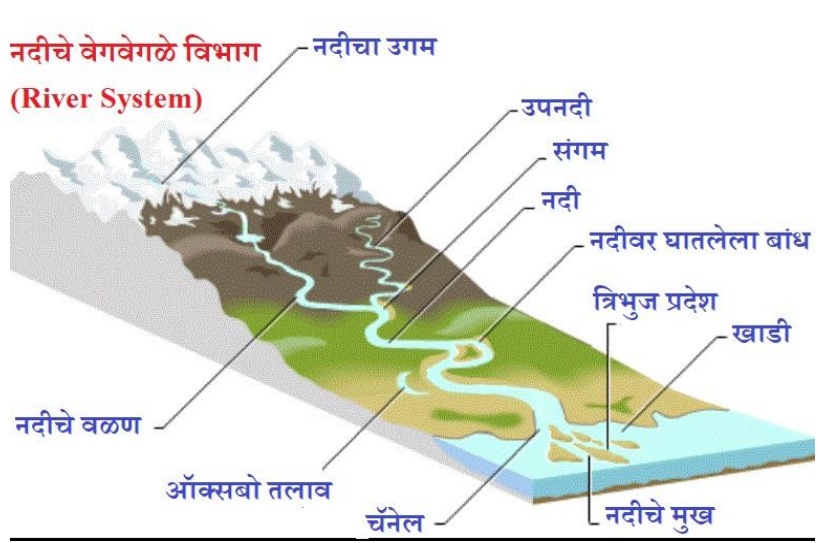 नदीचे वेगवेगळे विभाग
(River System)
नदीचा उगम
उपनदी
संगम
नदी
नदीवर घातलेला बांध
त्रिभुज प्रदेश
खाडी
नदीचे वळण
ऑक्सबो तलाव
चॅनेल
नदीचे मुख